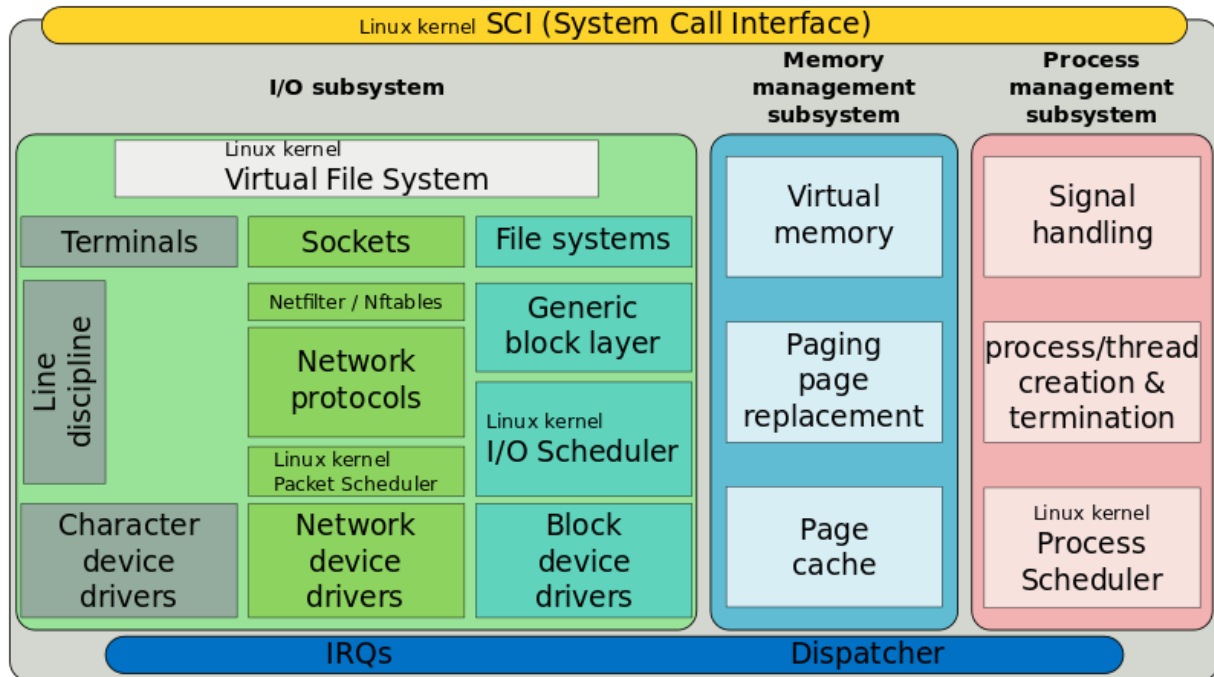 Linux kernel SCI (System Call Interface)
I/O subsystem
Memory
management
subsystem
Process
management
subsystem
Linux kernel
Virtual File System
Terminals
Sockets
File systems
Line
discipline
Netfilter / Nftables
Network
protocols
Linux kernel
Packet Scheduler
Generic
block layer
Linux kernel
I/O Scheduler
Character
device
drivers
Network
device
drivers
Block
device
drivers
Virtual
memory
Paging
page
replacement
Page
cache
Signal
handling
process/thread
creation &
termination
Linux kernel
Process
Scheduler
IRQs
Dispatcher